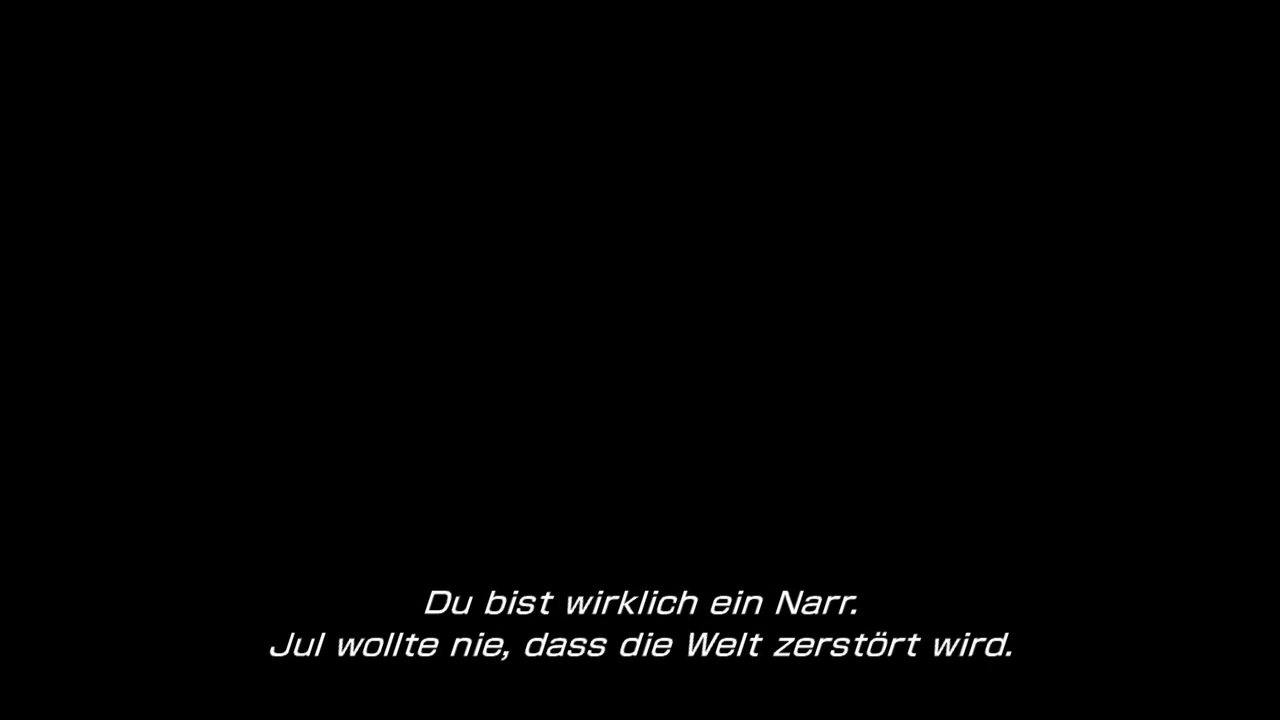 Du bist wirklich ein Narr.
Jul wollte nie, dass die Welt zerstört wird.